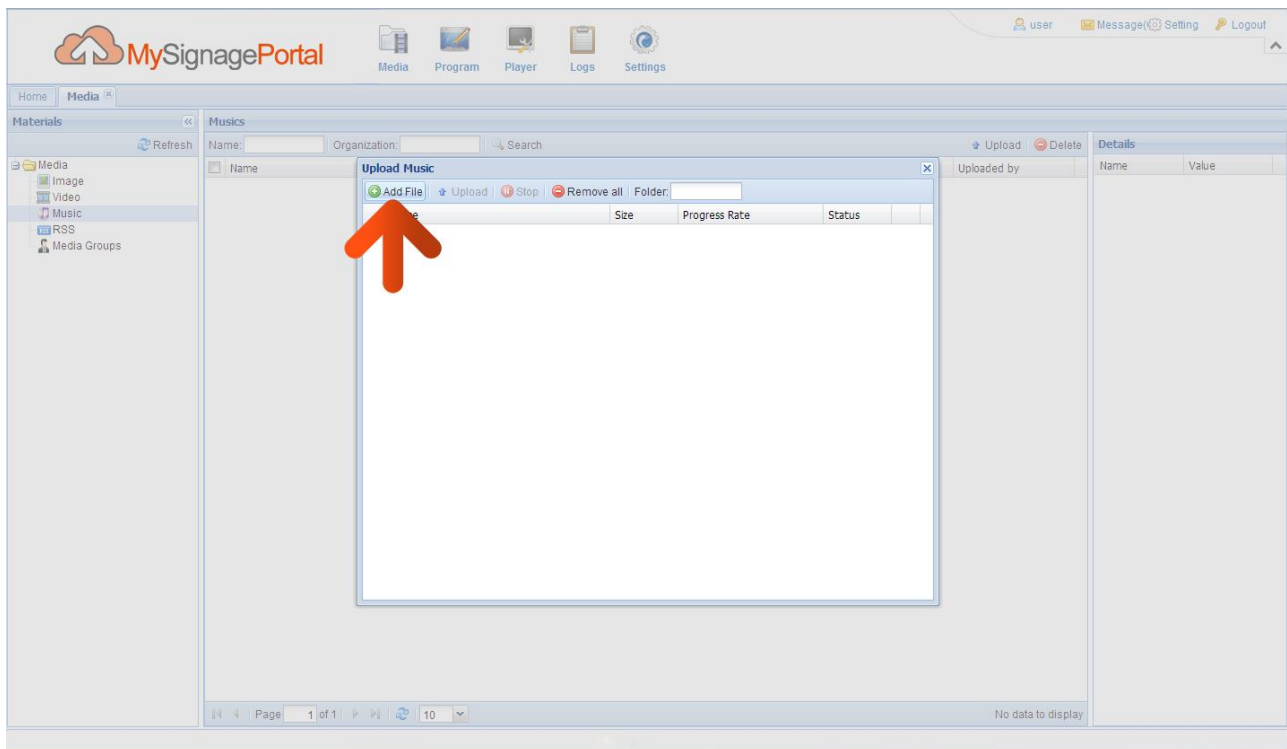 user Message( Setting Logout
MySignagePortal
Media Program Player Logs Settings
Home Media
Materials
Refresh
Media
Image
Video
Music
RSS
Media Groups
Musics
Name: Organization: Search Upload Delete
Name Uploaded by
Upload Music
Add File Upload Stop Remove all Folder:
Size Progress Rate Status
Details
Name Value
Page 1 of 1 10 No data to display